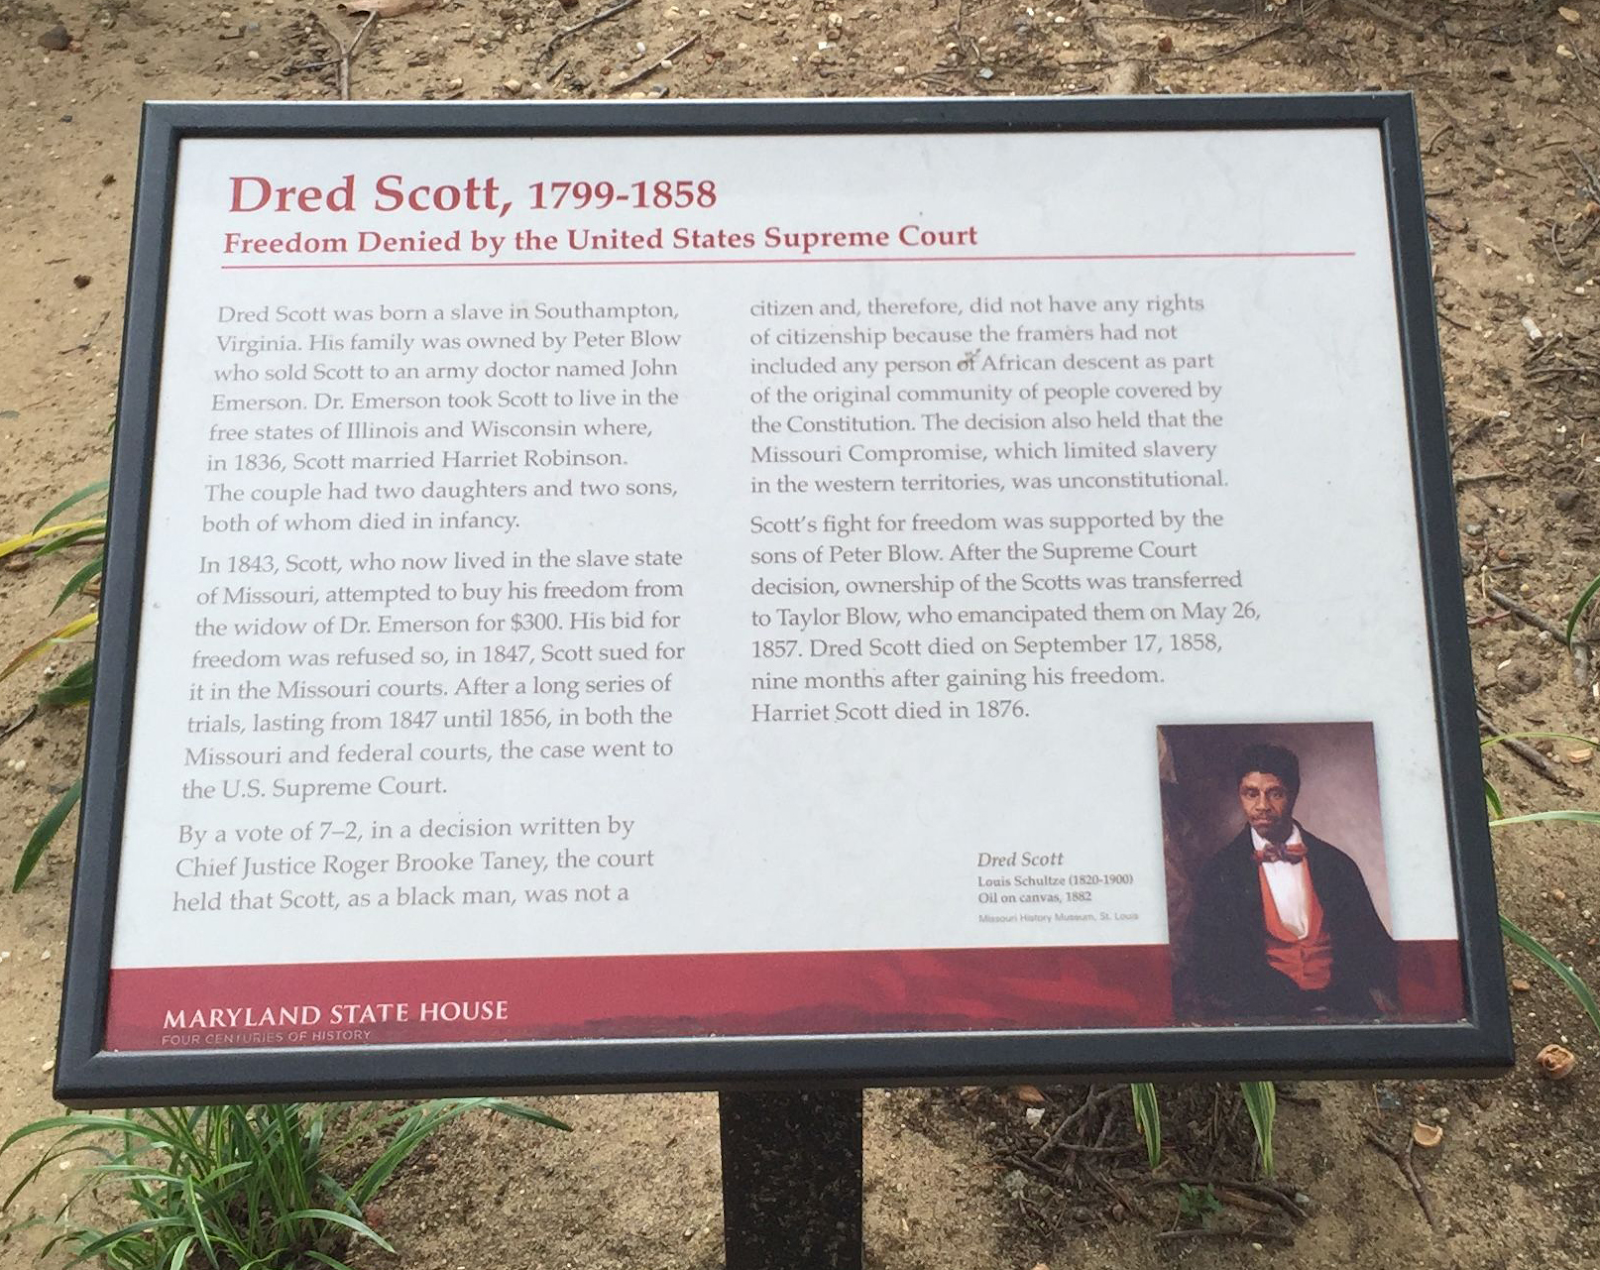 Dred Scott, 1799-1858
Freedom Denied by the United States Supreme Court
Dred Scott was born a slave in Southampton,
Virginia. His family was owned by Peter Blow
who sold Scott to an army doctor named John
Emerson. Dr. Emerson took Scott to live in the
free states of Illinois and Wisconsin where,
in 1836, Scott married Harriet Robinson.
The couple had two daughters and two sons,
both of whom died in infancy.
In 1843, Scott, who now lived in the slave state
of Missouri, attempted to buy his freedom from
the widow of Dr. Emerson for $300. His bid for
freedom was refused so, in 1847, Scott sued for
it in the Missouri courts. After a long series of
trials, lasting from 1847 until 1856, in both the
Missouri and federal courts, the case went to
the U.S. Supreme Court.
By a vote of 7–2, in a decision written by
Chief Justice Roger Brooke Taney, the court
held that Scott, as a black man, was not a
citizen and, therefore, did not have any rights
of citizenship because the framers had not
included any person of African descent as part
of the original community of people covered by
the Constitution. The decision also held that the
Missouri Compromise, which limited slavery
in the western territories, was unconstitutional.
Scott's fight for freedom was supported by the
sons of Peter Blow. After the Supreme Court
decision, ownership of the Scotts was transferred
to Taylor Blow, who emancipated them on May 26,
1857. Dred Scott died on September 17, 1858,
nine months after gaining his freedom.
Harriet Scott died in 1876.
Dred Scott
Louis Schultze (1820-1900)
Oil on canvas, 1882
Missouri History Museum, St. Louis
MARYLAND STATE HOUSE
FOUR CENTURIES OF HISTORY